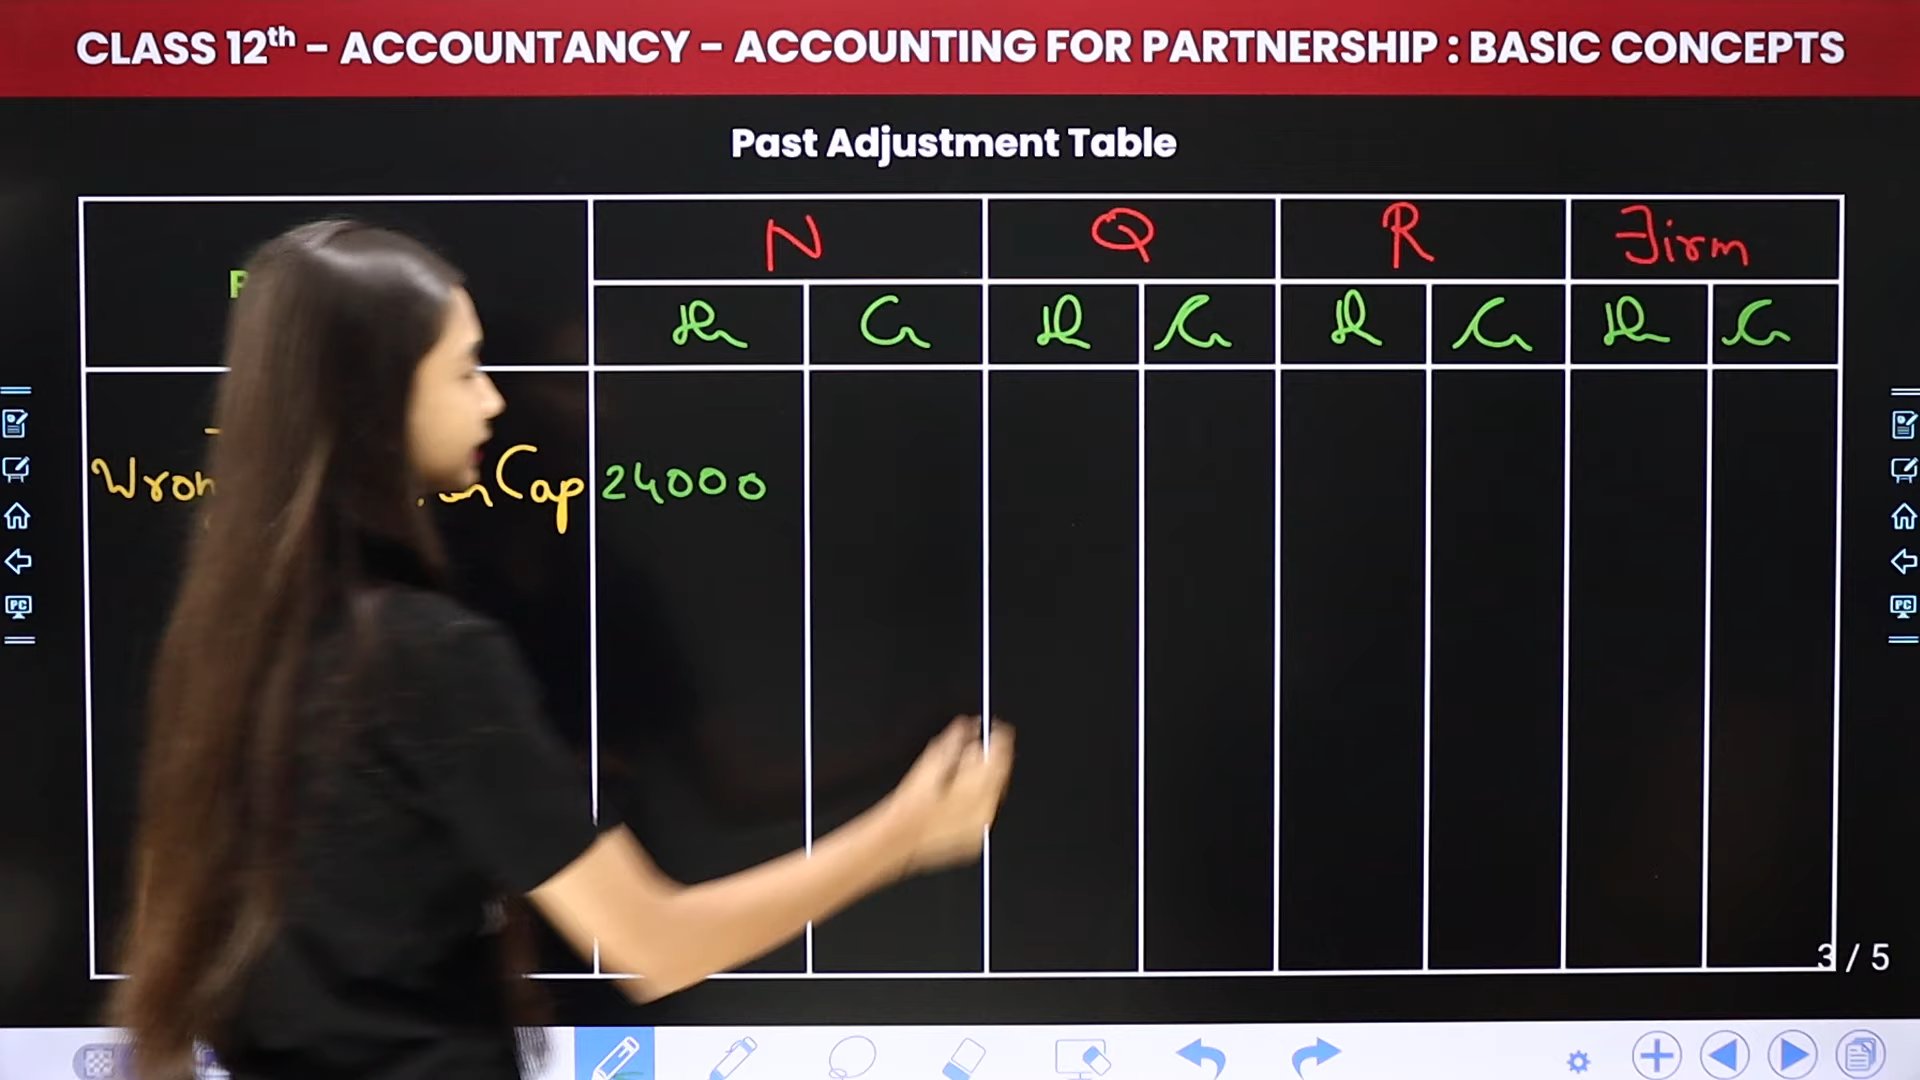 CLASS 12th - ACCOUNTANCY - ACCOUNTING FOR PARTNERSHIP : BASIC CONCEPTS
Past Adjustment Table
N Q R Firm
Dr Cr Dr Cr Dr Cr Dr Cr
Cap 24000
3 / 5